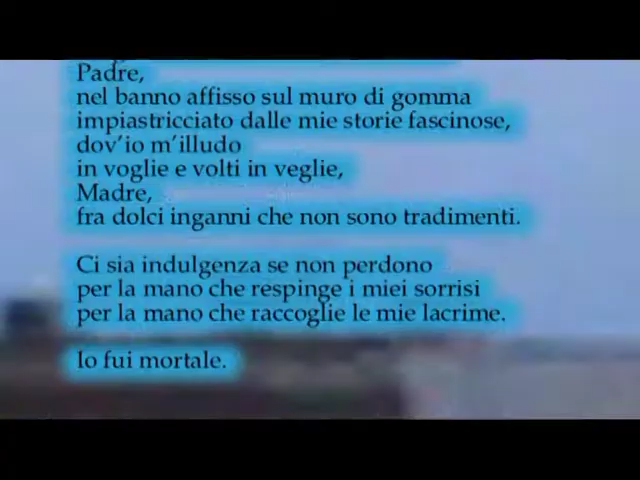 Padre,
nel banno affisso sul muro di gomma
impiastricciato dalle mie storie fascinose,
dov'io m'illudo
in voglie e volti in veglie,
Madre,
fra dolci inganni che non sono tradimenti.
Ci sia indulgenza se non perdono
per la mano che respinge i miei sorrisi
per la mano che raccoglie le mie lacrime.
Io fui mortale.